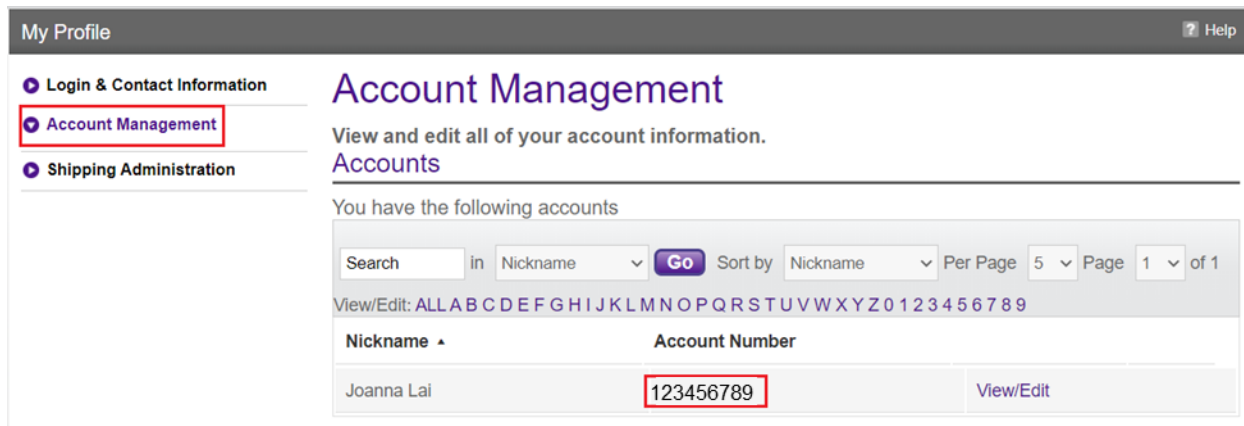 My Profile
? Help
Login & Contact Information
Account Management
Shipping Administration
Account Management
View and edit all of your account information.
Accounts
You have the following accounts
Search in Nickname Go Sort by Nickname Per Page 5 Page 1 of 1
View/Edit: ALL A B C D E F G H I J K L M N O P Q R S T U V W X Y Z 0 1 2 3 4 5 6 7 8 9
Nickname Account Number
Joanna Lai 123456789 View/Edit